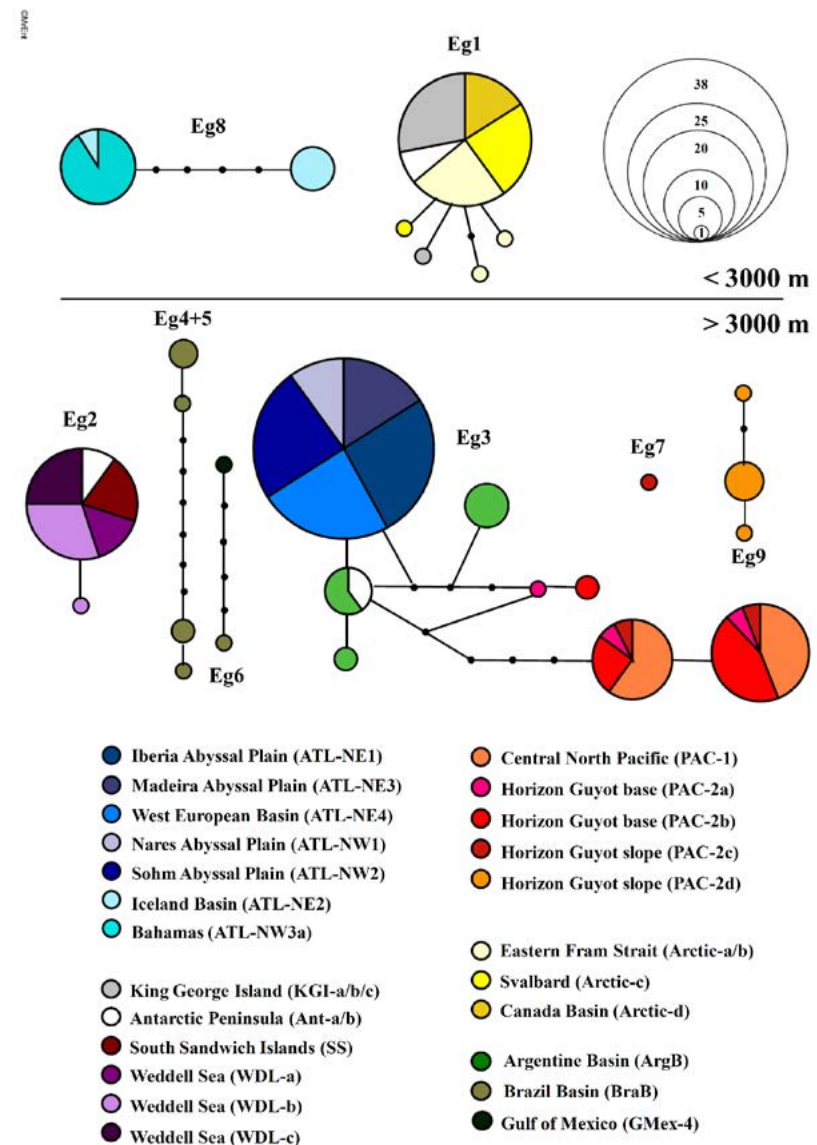 ©MVEnt
Eg1
Eg8
38
25
20
10
5
1
< 3000 m
> 3000 m
Eg4+5
Eg2
Eg3
Eg7
Eg9
Eg6
Iberia Abyssal Plain (ATL-NE1)
Madeira Abyssal Plain (ATL-NE3)
West European Basin (ATL-NE4)
Nares Abyssal Plain (ATL-NW1)
Sohm Abyssal Plain (ATL-NW2)
Iceland Basin (ATL-NE2)
Bahamas (ATL-NW3a)
King George Island (KGI-a/b/c)
Antarctic Peninsula (Ant-a/b)
South Sandwich Islands (SS)
Weddell Sea (WDL-a)
Weddell Sea (WDL-b)
Weddell Sea (WDL-c)
Central North Pacific (PAC-1)
Horizon Guyot base (PAC-2a)
Horizon Guyot base (PAC-2b)
Horizon Guyot slope (PAC-2c)
Horizon Guyot slope (PAC-2d)
Eastern Fram Strait (Arctic-a/b)
Svalbard (Arctic-c)
Canada Basin (Arctic-d)
Argentine Basin (ArgB)
Brazil Basin (BraB)
Gulf of Mexico (GMex-4)